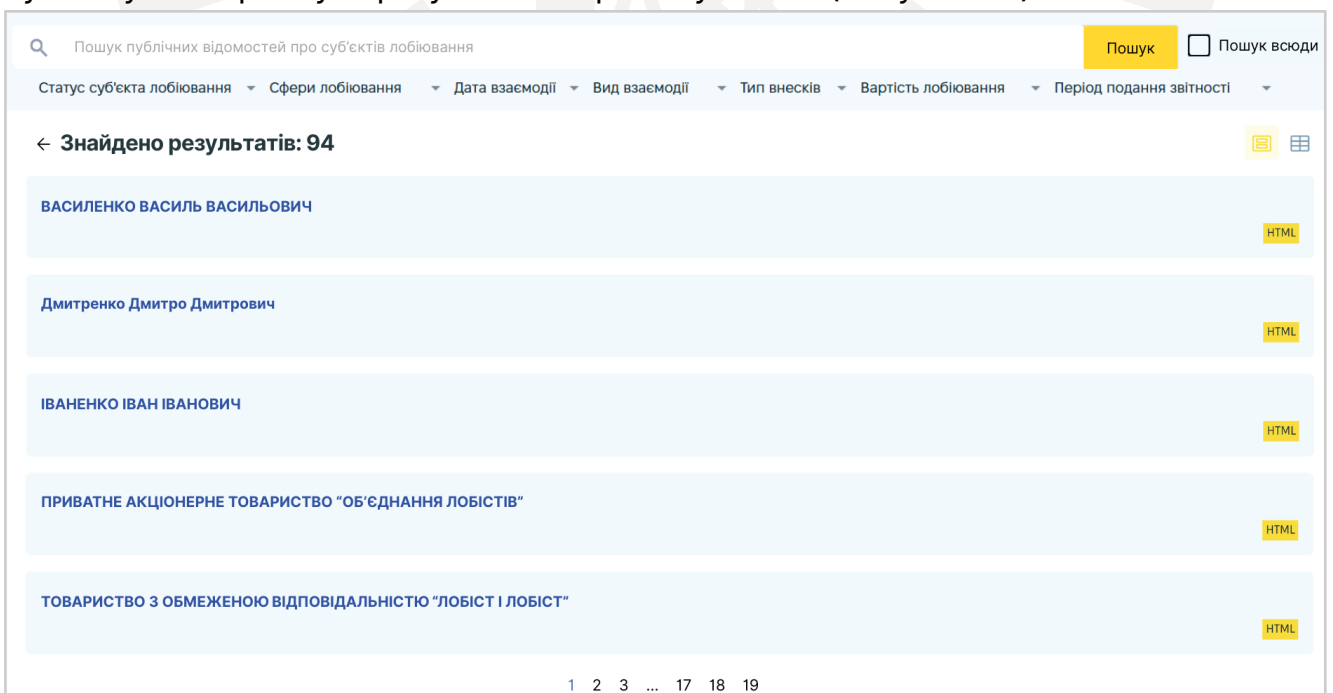 Пошук публічних відомостей про суб’єктів лобіювання Пошук Пошук всюди
Статус суб'єкта лобіювання Сфери лобіювання Дата взаємодії Вид взаємодії Тип внесків Вартість лобіювання Період подання звітності
← Знайдено результатів: 94
ВАСИЛЕНКО ВАСИЛЬ ВАСИЛЬОВИЧ
HTML
Дмитренко Дмитро Дмитрович
HTML
ІВАНЕНКО ІВАН ІВАНОВИЧ
HTML
ПРИВАТНЕ АКЦІОНЕРНЕ ТОВАРИСТВО “ОБ’ЄДНАННЯ ЛОБІСТІВ”
HTML
ТОВАРИСТВО З ОБМЕЖЕНОЮ ВІДПОВІДАЛЬНІСТЮ “ЛОБІСТ І ЛОБІСТ”
HTML
1 2 3 ... 17 18 19